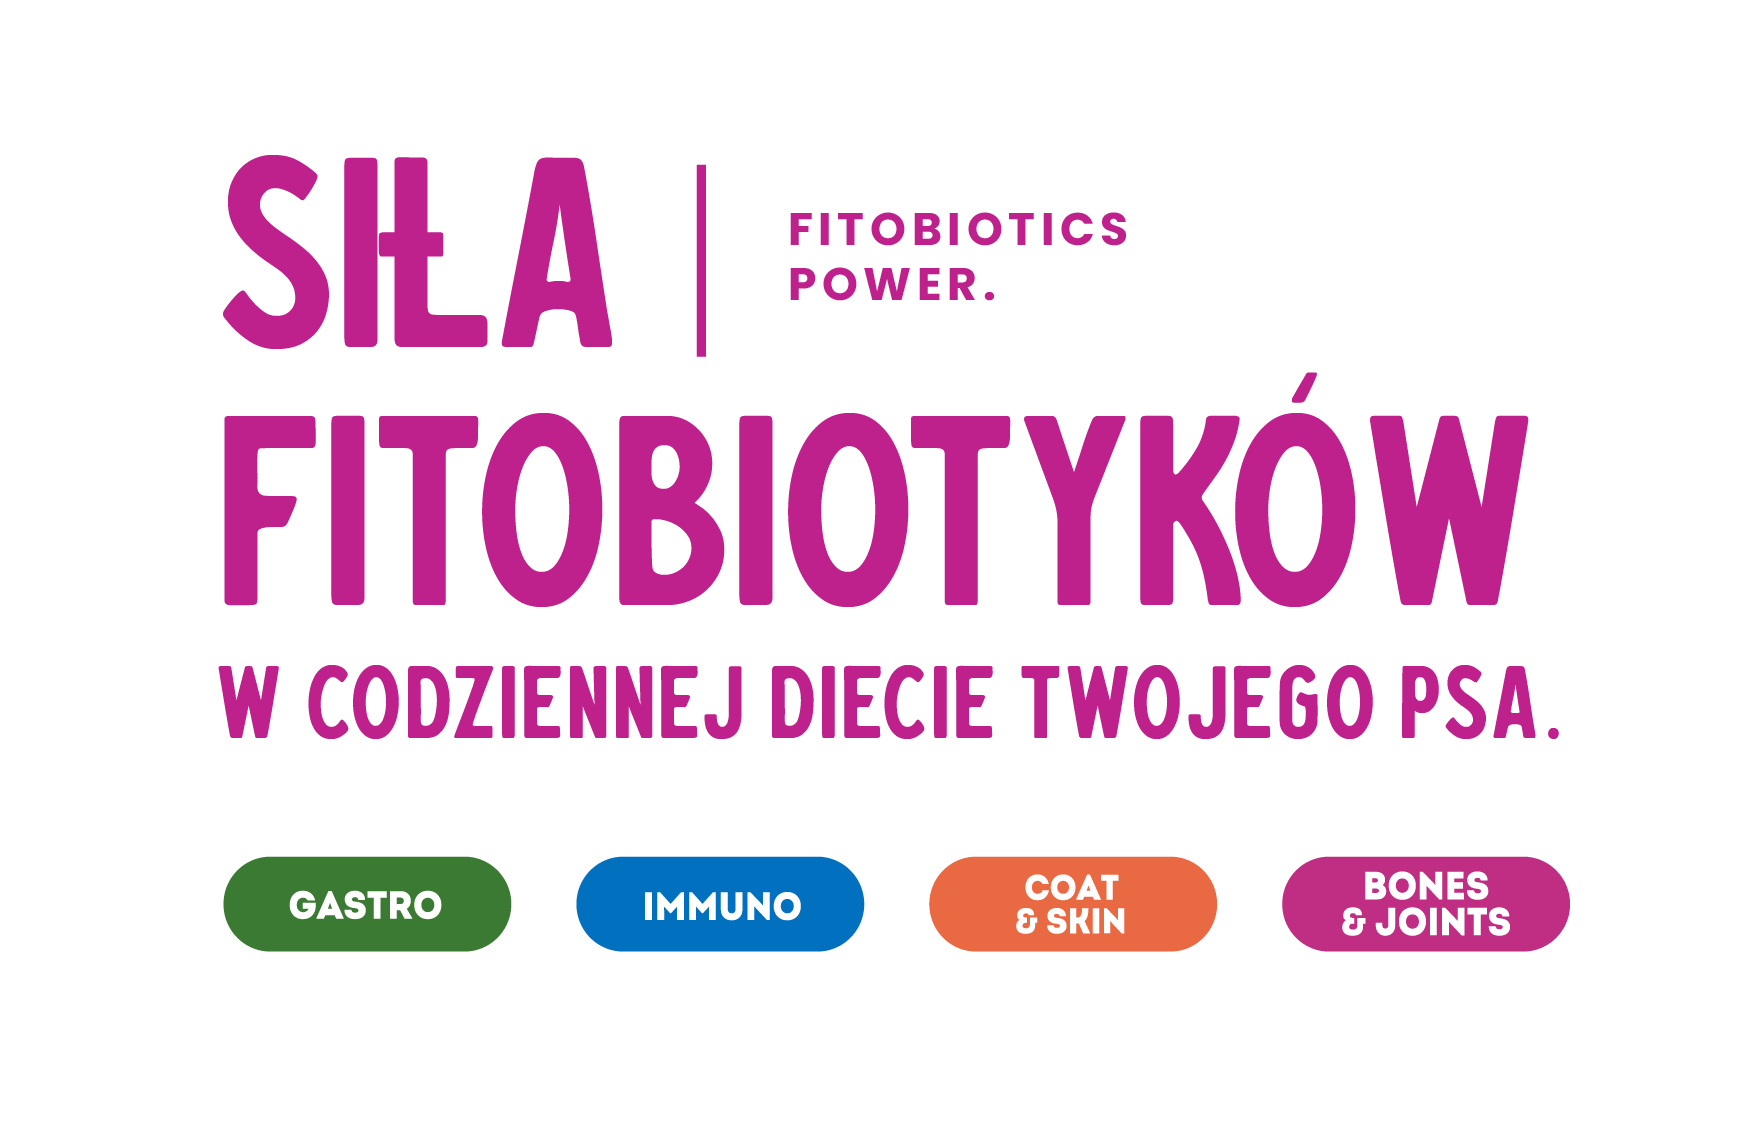 SIŁA
FITOBIOTICS
POWER.
FITOBIOTYKÓW
W CODZIENNEJ DIECIE TWOJEGO PSA.
GASTRO
IMMUNO
COAT
& SKIN
BONES
& JOINTS